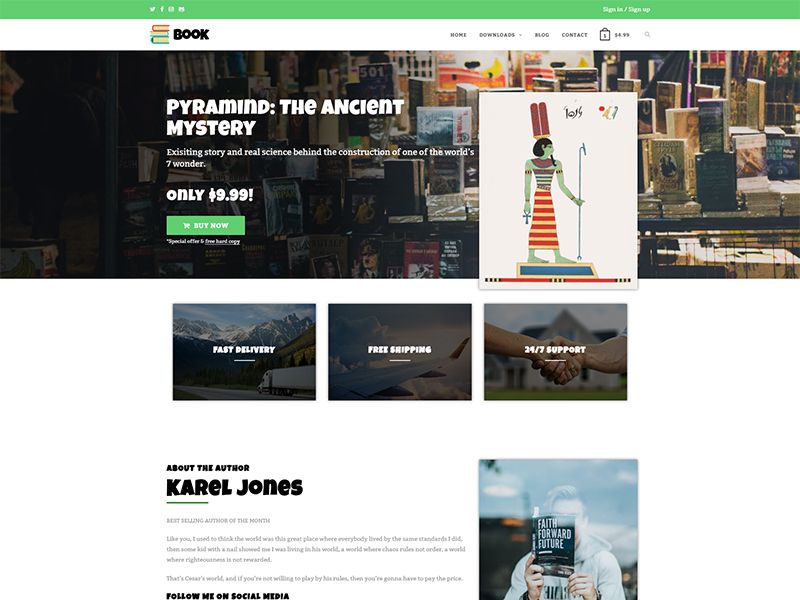 Sign in / Sign up
BOOK
HOME
DOWNLOADS
BLOG
CONTACT
1
$4.99
Pyramind: The Ancient
Mystery
Exisiting story and real science behind the construction of one of the world's
7 wonder.
Only $9.99!
BUY NOW
*Special offer & free hard copy
501
Fast Delivery
Free Shipping
24/7 Support
About The Author
Karel Jones
BEST SELLING AUTHOR OF THE MONTH
Like you, I used to think the world was this great place where everybody lived by the same standards I did,
then some kid with a nail showed me I was living in his world, a world where chaos rules not order, a world
where righteousness is not rewarded.
That's Cesar's world, and if you're not willing to play by his rules, then you're gonna have to pay the price.
Follow me on social media
FAITH
FORWARD
FUTURE